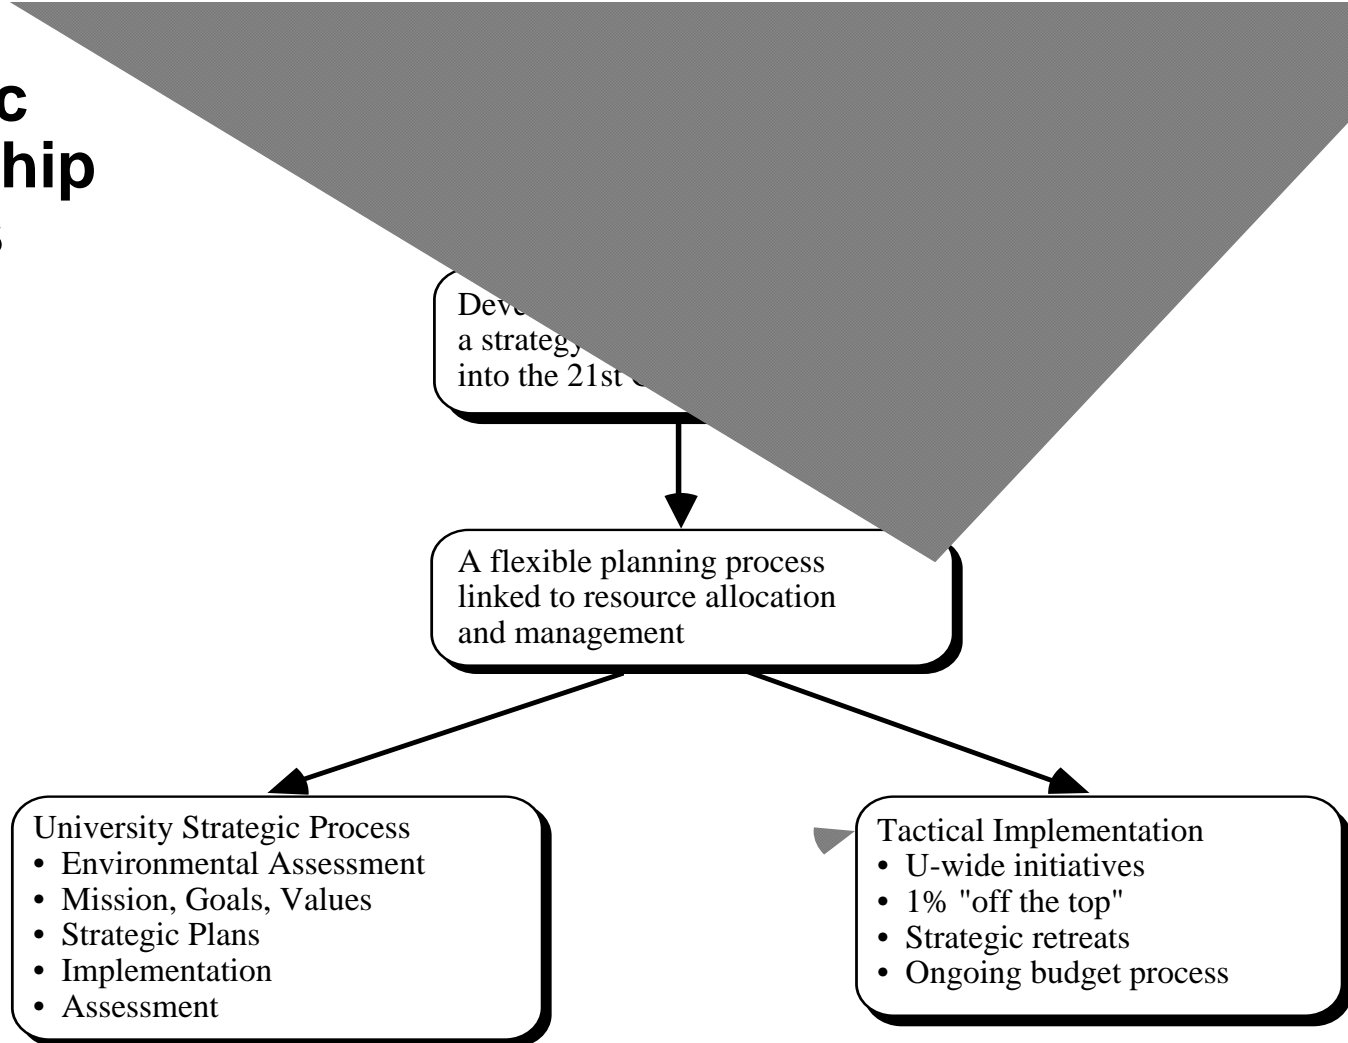 c
hip
s
a strategy
into the 21st
A flexible planning process
linked to resource allocation
and management
University Strategic Process
• Environmental Assessment
• Mission, Goals, Values
• Strategic Plans
• Implementation
• Assessment
Tactical Implementation
• U-wide initiatives
• 1% "off the top"
• Strategic retreats
• Ongoing budget process